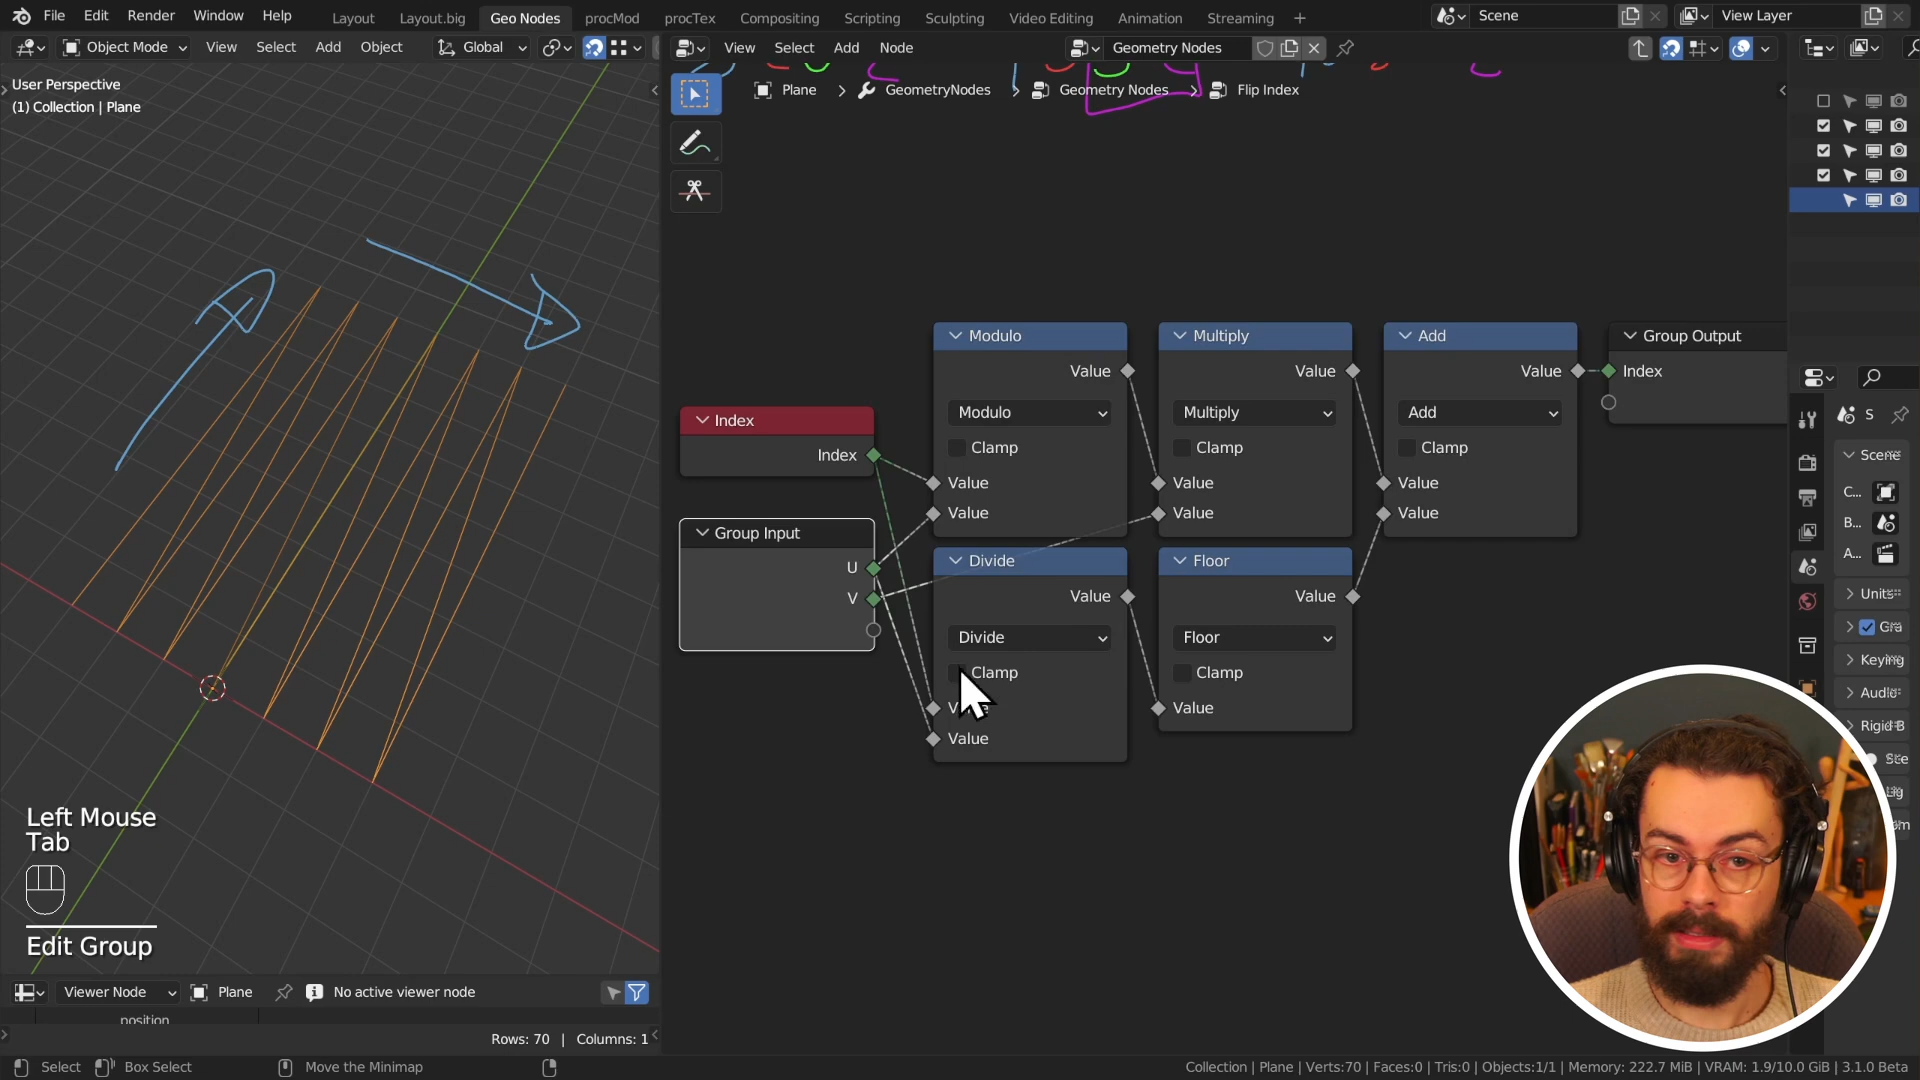 File Edit Render Window Help Layout Layout.big Geo Nodes procMod procTex Compositing Scripting Sculpting Video Editing Animation Streaming + Scene View Layer
Object Mode View Select Add Object Global View Select Add Node Geometry Nodes
User Perspective
(1) Collection | Plane
Plane > GeometryNodes > Geometry Nodes > Flip Index
Modulo
Value
Modulo
Clamp
Value
Value
Multiply
Value
Multiply
Clamp
Value
Value
Add
Value
Add
Clamp
Value
Value
Group Output
Index
Index
Index
Group Input
U
V
Divide
Value
Divide
Clamp
Value
Floor
Value
Floor
Clamp
Value
S
Scene
C...
B...
A...
Units
Gra
Keying
Audio
Rigid B
Left Mouse
Tab
Edit Group
Viewer Node Plane No active viewer node
position
Rows: 70 | Columns: 1
Select Box Select Move the Minimap Collection | Plane | Verts:70 | Faces:0 | Tris:0 | Objects:1/1 | Memory: 222.7 MiB | VRAM: 1.9/10.0 GiB | 3.1.0 Beta